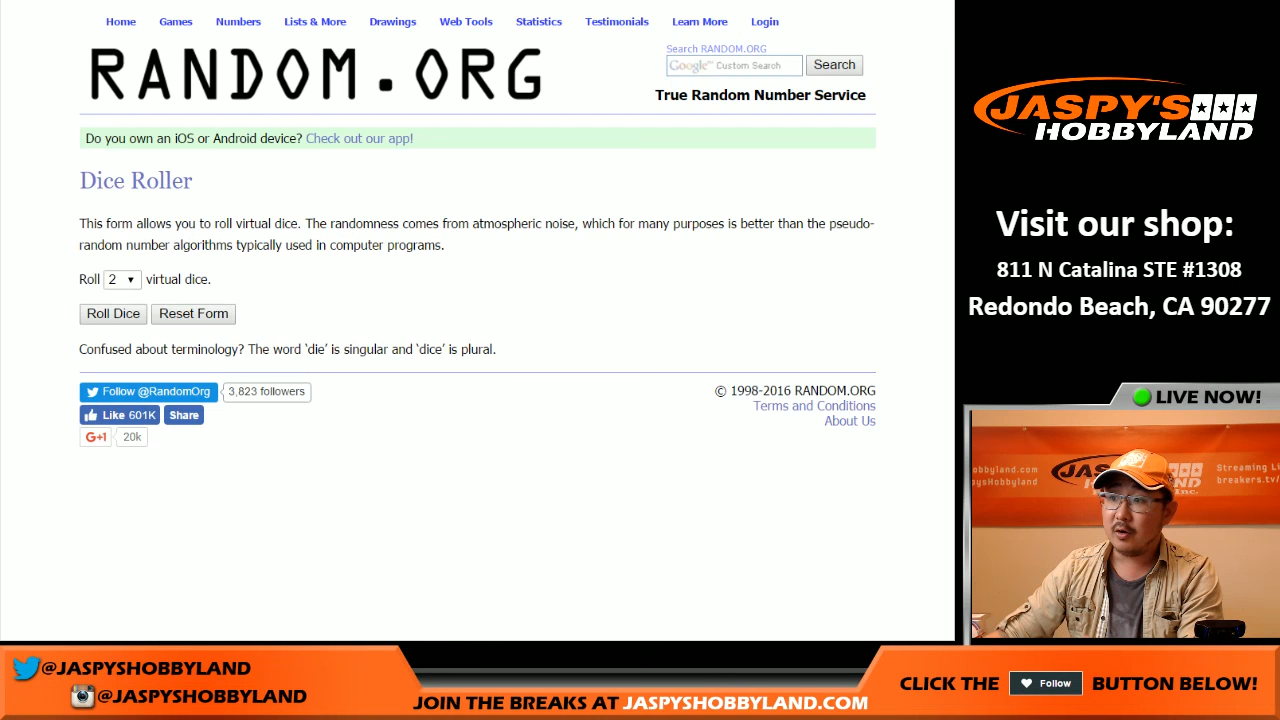 Home Games Numbers Lists & More Drawings Web Tools Statistics Testimonials Learn More Login
RANDOM.ORG
Search RANDOM.ORG
Google™ Custom Search Search
True Random Number Service
Do you own an iOS or Android device? Check out our app!
Dice Roller
This form allows you to roll virtual dice. The randomness comes from atmospheric noise, which for many purposes is better than the pseudo-
random number algorithms typically used in computer programs.
Roll 2 virtual dice.
Roll Dice Reset Form
Confused about terminology? The word 'die' is singular and 'dice' is plural.
Follow @RandomOrg 3,823 followers
Like 601K Share
G+1 20k
© 1998-2016 RANDOM.ORG
Terms and Conditions
About Us
JASPY'S
HOBBYLAND
Visit our shop:
811 N Catalina STE #1308
Redondo Beach, CA 90277
LIVE NOW!
hobbyland.com
Streaming Li
breakers.tv/
@JASPYSHOBBYLAND
@JASPYSHOBBYLAND
JOIN THE BREAKS AT JASPYSHOBBYLAND.COM
CLICK THE Follow BUTTON BELOW!